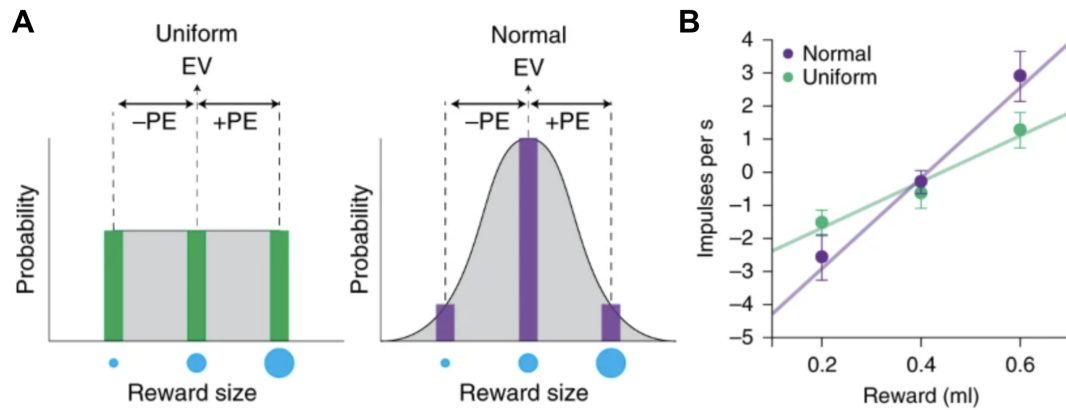 A
Uniform
EV
–PE
+PE
Probability
Reward size
Normal
EV
–PE
+PE
Probability
Reward size
B
Normal
Uniform
Impulses per s
4
3
2
1
0
–1
–2
–3
–4
–5
0.2
0.4
0.6
Reward (ml)